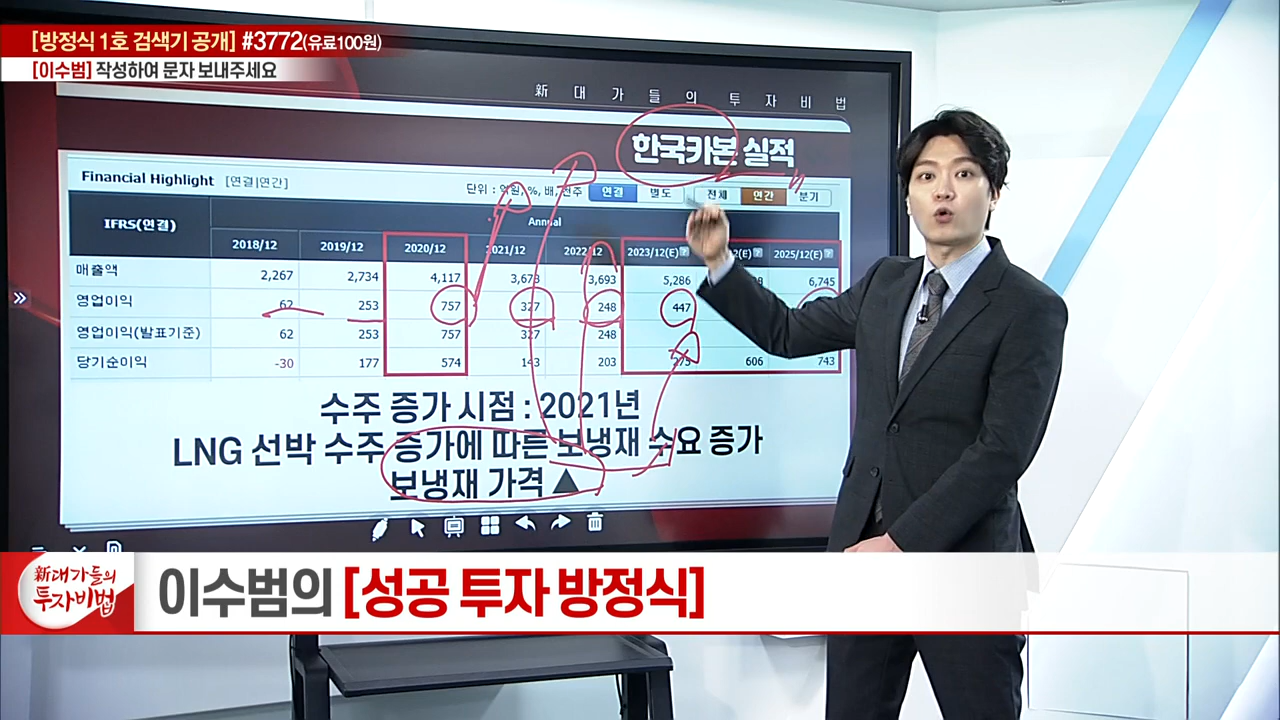 [방정식 1호 검색기 공개] #3772(유료100원)
[이수범] 작성하여 문자 보내주세요
新 대 가 들 의 투 자 비 법
한국카본 실적
Financial Highlight [연결|연간]
단위 : 억원, %, 배, 천주 연결 별도 전체 연간 분기
IFRS(연결) Annual
2018/12 2019/12 2020/12 2021/12 2022/12 2023/12(E) 2(E) 2025/12(E)
매출액 2,267 2,734 4,117 3,673 3,693 5,286 6,745
영업이익 62 253 757 327 248 447
영업이익(발표기준) 62 253 757 327 248
당기순이익 -30 177 574 143 203 606 743
수주 증가 시점 : 2021년
LNG 선박 수주 증가에 따른 보냉재 수요 증가
보냉재 가격 ▲
新대가들의
투자비법
이수범의 [성공 투자 방정식]